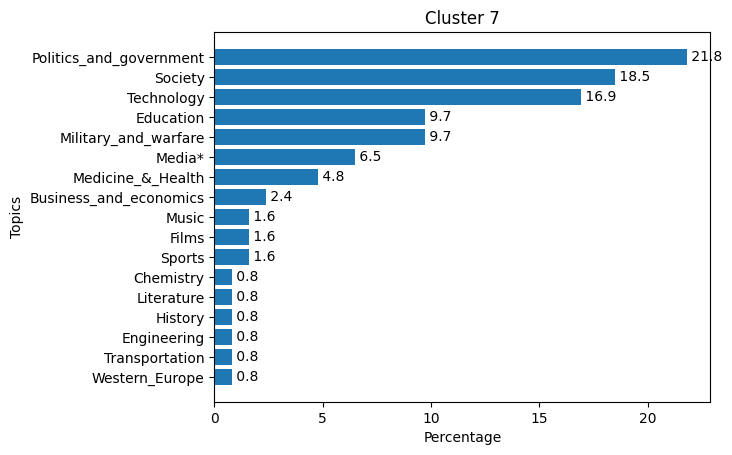 Cluster 7
Politics_and_government 21.8
Society 18.5
Technology 16.9
Education 9.7
Military_and_warfare 9.7
Media* 6.5
Medicine_&_Health 4.8
Business_and_economics 2.4
Music 1.6
Films 1.6
Sports 1.6
Chemistry 0.8
Literature 0.8
History 0.8
Engineering 0.8
Transportation 0.8
Western_Europe 0.8
Topics
0 5 10 15 20
Percentage